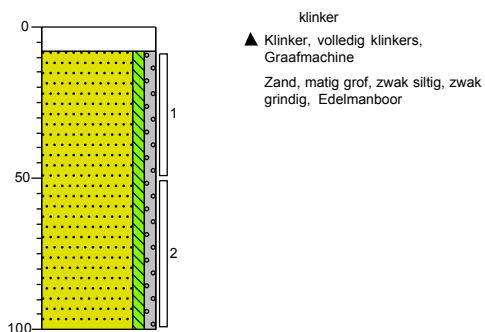 klinker
0
Klinker, volledig klinkers,
Graafmachine
Zand, matig grof, zwak siltig, zwak
grindig, Edelmanboor
1
50
2
100